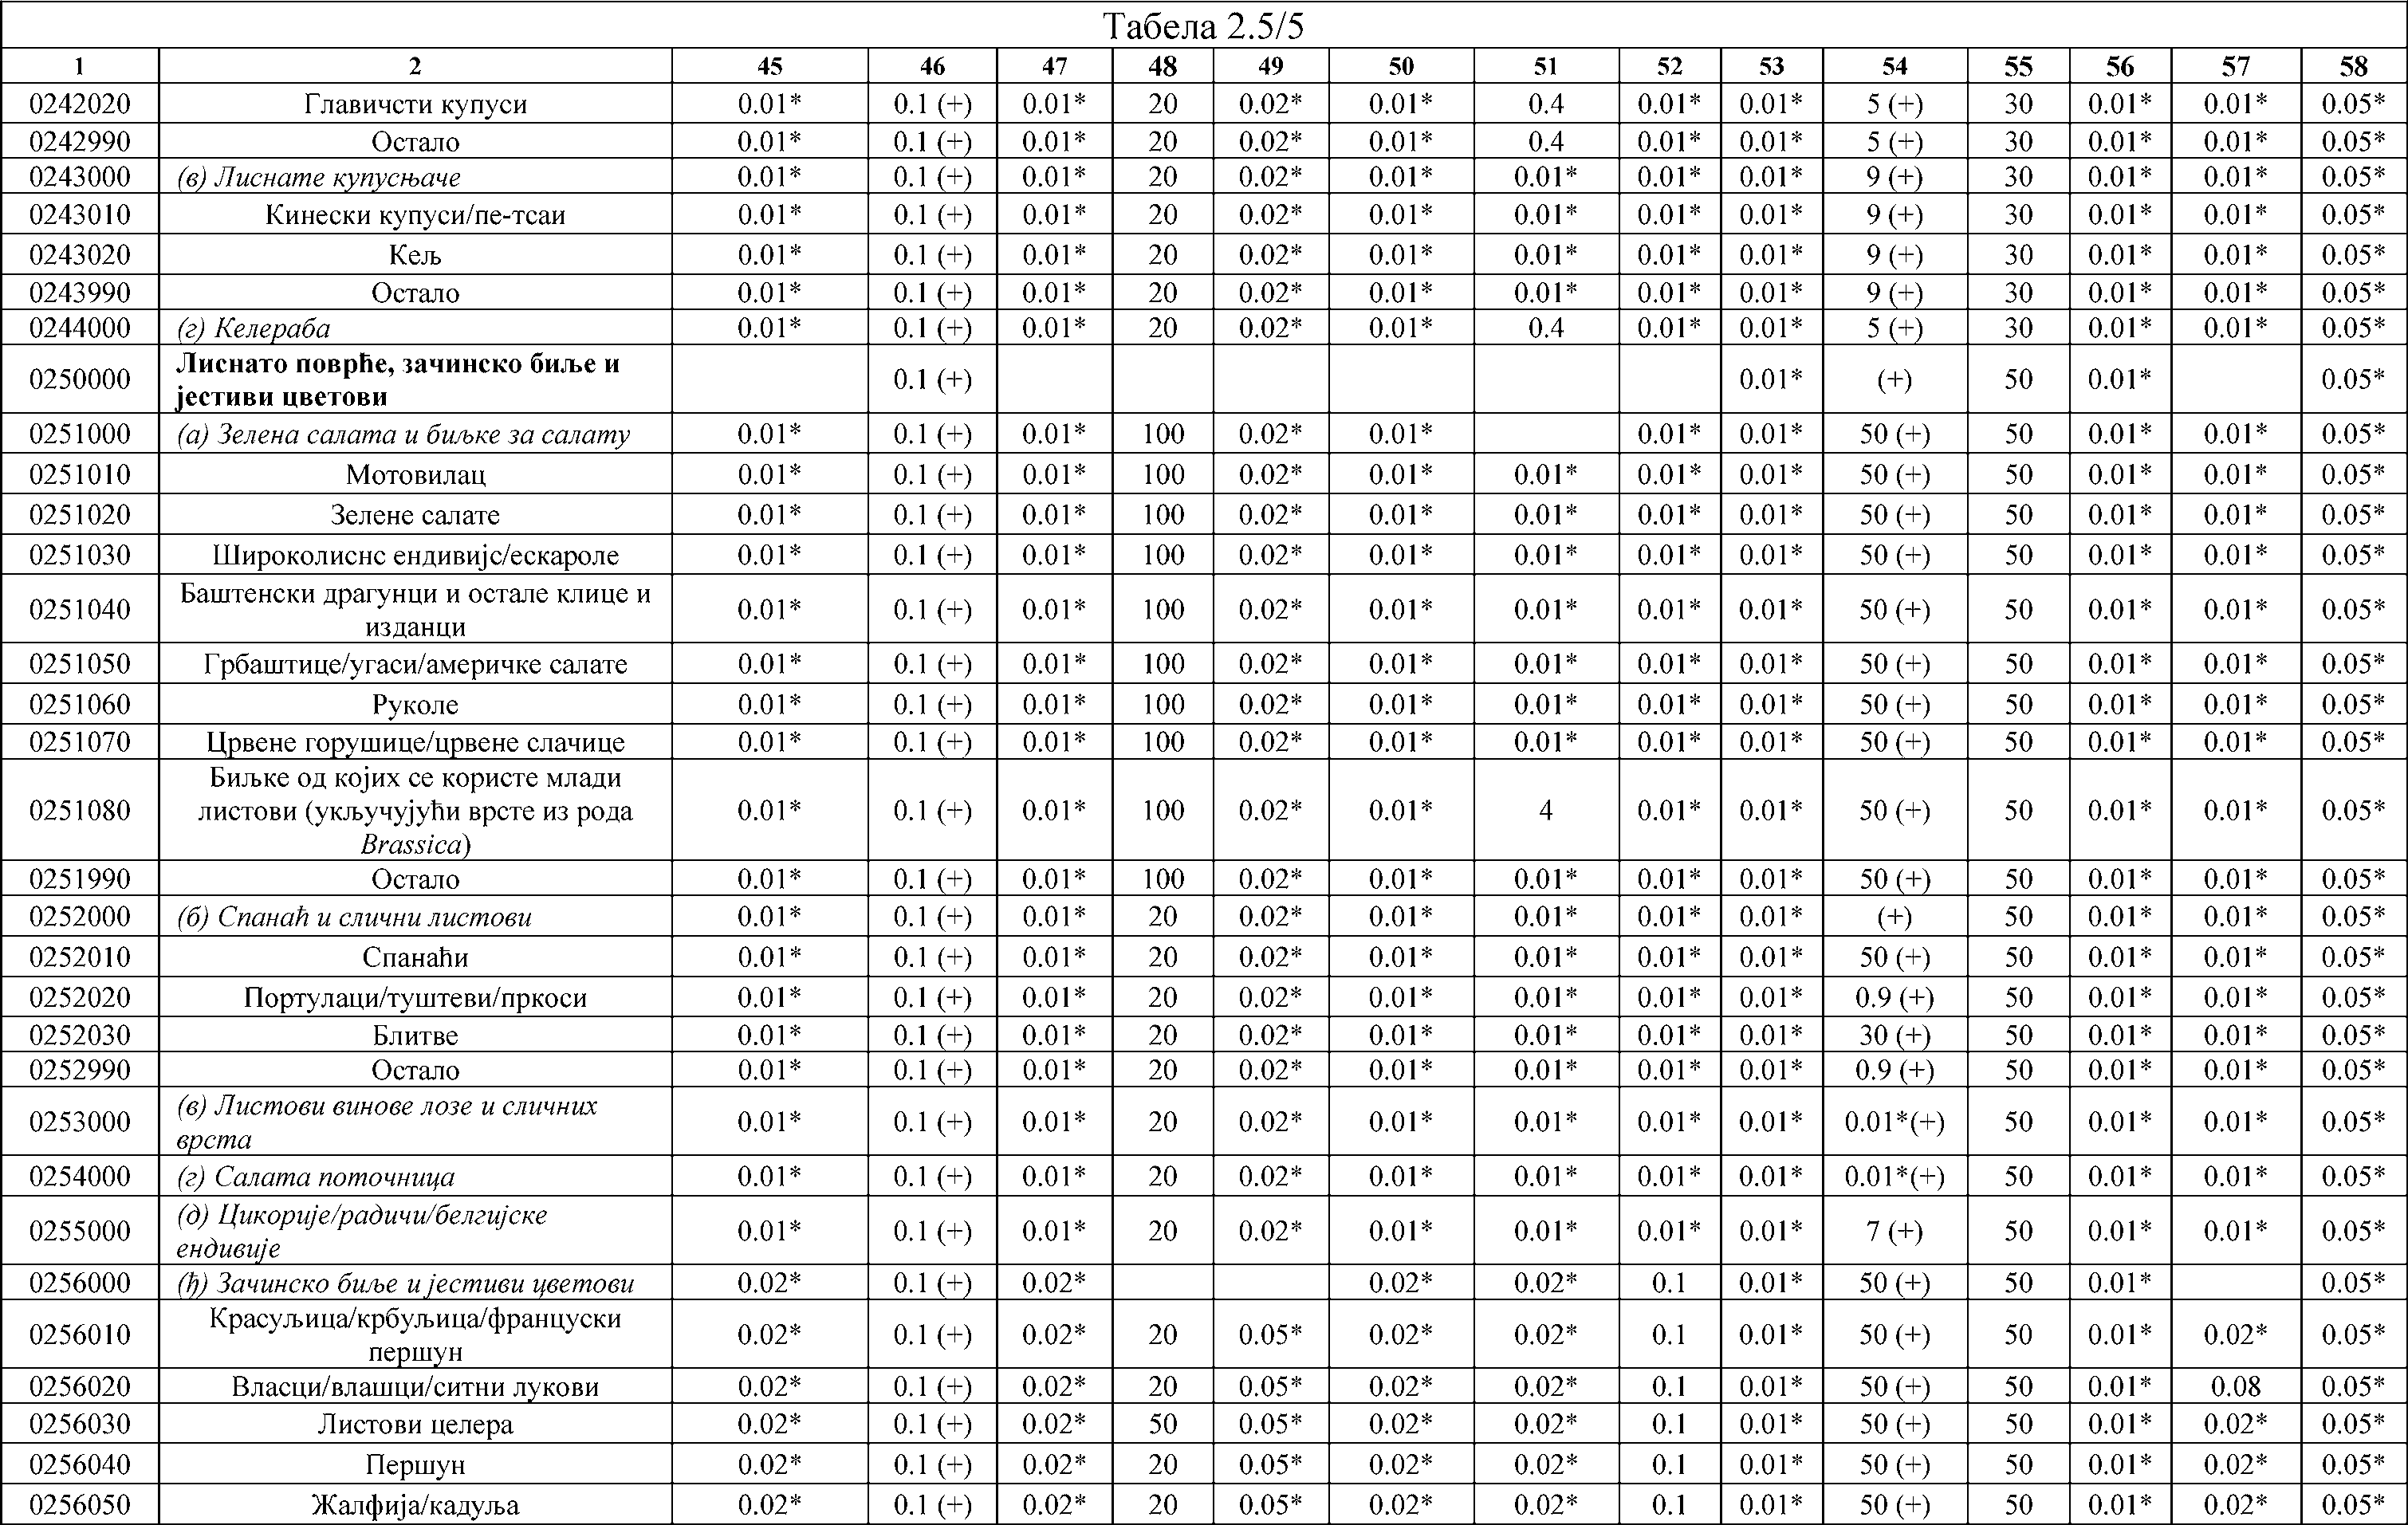 Табела 2.5/5
1 2 45 46 47 48 49 50 51 52 53 54 55 56 57 58
0242020 Главичсти купуси 0.01* 0.1 (+) 0.01* 20 0.02* 0.01* 0.4 0.01* 0.01* 5 (+) 30 0.01* 0.01* 0.05*
0242990 Остало 0.01* 0.1 (+) 0.01* 20 0.02* 0.01* 0.4 0.01* 0.01* 5 (+) 30 0.01* 0.01* 0.05*
0243000 (в) Лиснате купусњаче 0.01* 0.1 (+) 0.01* 20 0.02* 0.01* 0.01* 0.01* 0.01* 9 (+) 30 0.01* 0.01* 0.05*
0243010 Кинески купуси/пе-тсаи 0.01* 0.1 (+) 0.01* 20 0.02* 0.01* 0.01* 0.01* 0.01* 9 (+) 30 0.01* 0.01* 0.05*
0243020 Кељ 0.01* 0.1 (+) 0.01* 20 0.02* 0.01* 0.01* 0.01* 0.01* 9 (+) 30 0.01* 0.01* 0.05*
0243990 Остало 0.01* 0.1 (+) 0.01* 20 0.02* 0.01* 0.01* 0.01* 0.01* 9 (+) 30 0.01* 0.01* 0.05*
0244000 (г) Келераба 0.01* 0.1 (+) 0.01* 20 0.02* 0.01* 0.4 0.01* 0.01* 5 (+) 30 0.01* 0.01* 0.05*
0250000 Лиснато поврће, зачинско биље и
јестиви цветови 0.1 (+) 0.01* (+) 50 0.01* 0.05*
0251000 (а) Зелена салата и биљке за салату 0.01* 0.1 (+) 0.01* 100 0.02* 0.01* 0.01* 0.01* 50 (+) 50 0.01* 0.01* 0.05*
0251010 Мотовилац 0.01* 0.1 (+) 0.01* 100 0.02* 0.01* 0.01* 0.01* 0.01* 50 (+) 50 0.01* 0.01* 0.05*
0251020 Зелене салате 0.01* 0.1 (+) 0.01* 100 0.02* 0.01* 0.01* 0.01* 0.01* 50 (+) 50 0.01* 0.01* 0.05*
0251030 Широколиснс ендивијс/ескароле 0.01* 0.1 (+) 0.01* 100 0.02* 0.01* 0.01* 0.01* 0.01* 50 (+) 50 0.01* 0.01* 0.05*
0251040 Баштенски драгунци и остале клице и
изданци 0.01* 0.1 (+) 0.01* 100 0.02* 0.01* 0.01* 0.01* 0.01* 50 (+) 50 0.01* 0.01* 0.05*
0251050 Грбаштице/угаси/америчке салате 0.01* 0.1 (+) 0.01* 100 0.02* 0.01* 0.01* 0.01* 0.01* 50 (+) 50 0.01* 0.01* 0.05*
0251060 Руколе 0.01* 0.1 (+) 0.01* 100 0.02* 0.01* 0.01* 0.01* 0.01* 50 (+) 50 0.01* 0.01* 0.05*
0251070 Црвене горушице/црвене слачице 0.01* 0.1 (+) 0.01* 100 0.02* 0.01* 0.01* 0.01* 0.01* 50 (+) 50 0.01* 0.01* 0.05*
Биљке од којих се користе млади
0251080 листови (укључујући врсте из рода 0.01* 0.1 (+) 0.01* 100 0.02* 0.01* 4 0.01* 0.01* 50 (+) 50 0.01* 0.01* 0.05*
Brassica)
0251990 Остало 0.01* 0.1 (+) 0.01* 100 0.02* 0.01* 0.01* 0.01* 0.01* 50 (+) 50 0.01* 0.01* 0.05*
0252000 (б) Спанаћ и слични листови 0.01* 0.1 (+) 0.01* 20 0.02* 0.01* 0.01* 0.01* 0.01* (+) 50 0.01* 0.01* 0.05*
0252010 Спанаћи 0.01* 0.1 (+) 0.01* 20 0.02* 0.01* 0.01* 0.01* 0.01* 50 (+) 50 0.01* 0.01* 0.05*
0252020 Портулаци/туштеви/пркоси 0.01* 0.1 (+) 0.01* 20 0.02* 0.01* 0.01* 0.01* 0.01* 0.9 (+) 50 0.01* 0.01* 0.05*
0252030 Блитве 0.01* 0.1 (+) 0.01* 20 0.02* 0.01* 0.01* 0.01* 0.01* 30 (+) 50 0.01* 0.01* 0.05*
0252990 Остало 0.01* 0.1 (+) 0.01* 20 0.02* 0.01* 0.01* 0.01* 0.01* 0.9 (+) 50 0.01* 0.01* 0.05*
0253000 (в) Листови винове лозе и сличних
врста 0.01* 0.1 (+) 0.01* 20 0.02* 0.01* 0.01* 0.01* 0.01* 0.01*(+) 50 0.01* 0.01* 0.05*
0254000 (г) Салата поточница 0.01* 0.1 (+) 0.01* 20 0.02* 0.01* 0.01* 0.01* 0.01* 0.01*(+) 50 0.01* 0.01* 0.05*
0255000 (д) Цикорије/радичи/белгијске
ендивије 0.01* 0.1 (+) 0.01* 20 0.02* 0.01* 0.01* 0.01* 0.01* 7 (+) 50 0.01* 0.01* 0.05*
0256000 (ђ) Зачинско биље и јестиви цветови 0.02* 0.1 (+) 0.02* 0.02* 0.02* 0.1 0.01* 50 (+) 50 0.01* 0.05*
0256010 Красуљица/крбуљица/француски
першун 0.02* 0.1 (+) 0.02* 20 0.05* 0.02* 0.02* 0.1 0.01* 50 (+) 50 0.01* 0.02* 0.05*
0256020 Власци/влашци/ситни лукови 0.02* 0.1 (+) 0.02* 20 0.05* 0.02* 0.02* 0.1 0.01* 50 (+) 50 0.01* 0.08 0.05*
0256030 Листови целера 0.02* 0.1 (+) 0.02* 50 0.05* 0.02* 0.02* 0.1 0.01* 50 (+) 50 0.01* 0.02* 0.05*
0256040 Першун 0.02* 0.1 (+) 0.02* 20 0.05* 0.02* 0.02* 0.1 0.01* 50 (+) 50 0.01* 0.02* 0.05*
0256050 Жалфија/кадуља 0.02* 0.1 (+) 0.02* 20 0.05* 0.02* 0.02* 0.1 0.01* 50 (+) 50 0.01* 0.02* 0.05*